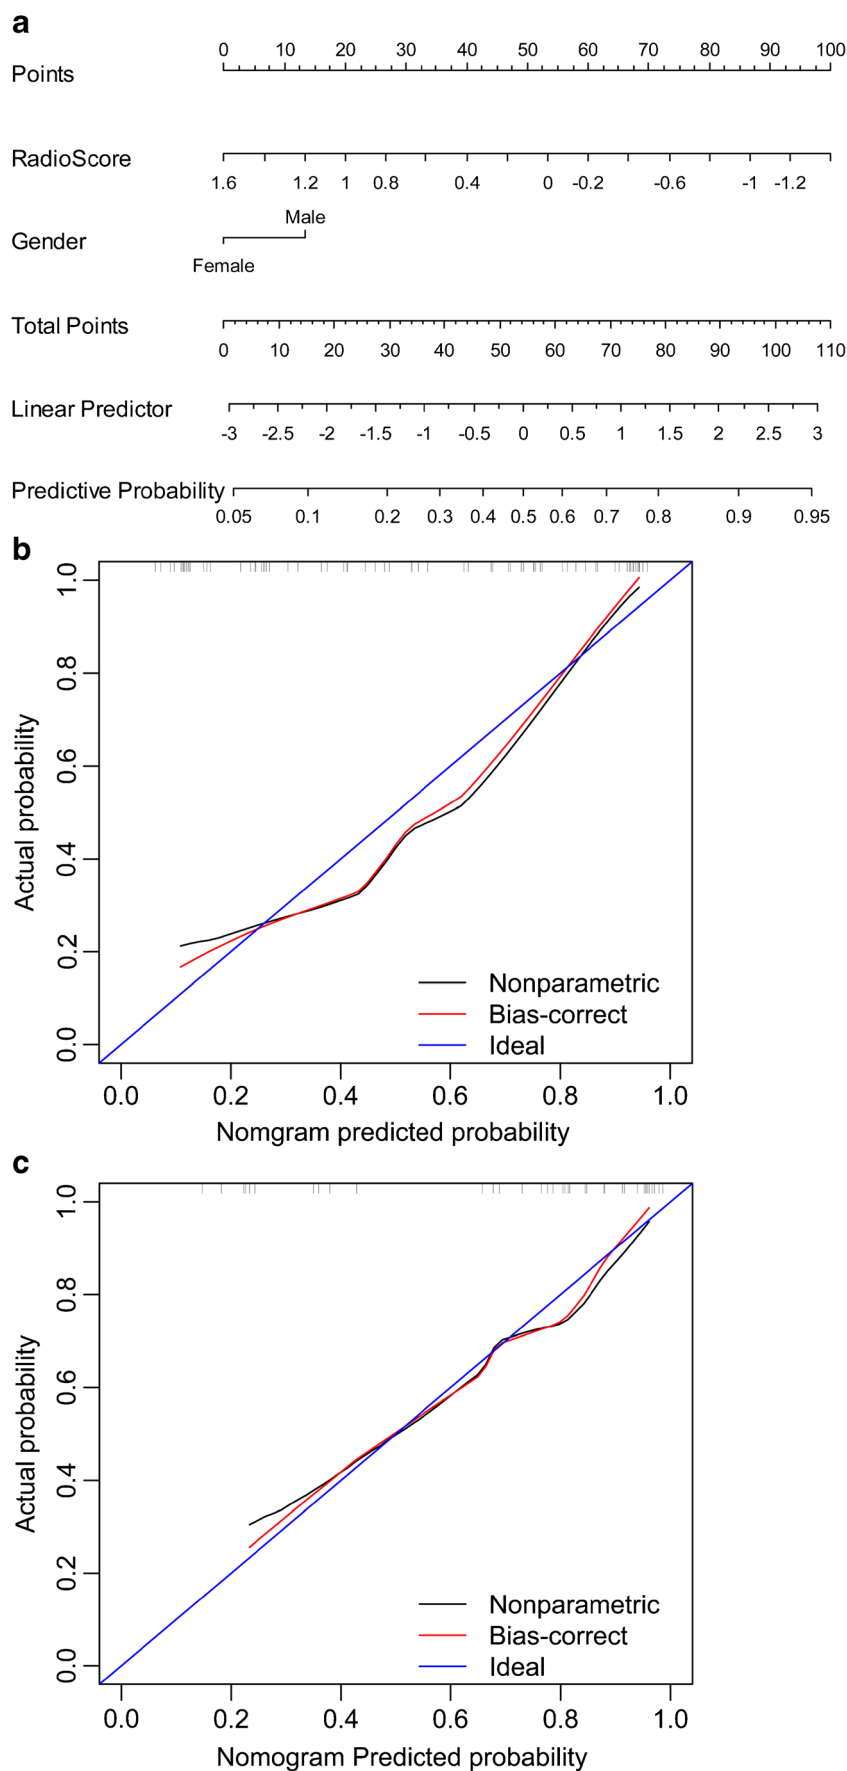 a
Points
0 10 20 30 40 50 60 70 80 90 100
RadioScore
1.6 1.2 1 0.8 0.4 0 -0.2 -0.6 -1 -1.2
Male
Gender
Female
Total Points
0 10 20 30 40 50 60 70 80 90 100 110
Linear Predictor
-3 -2.5 -2 -1.5 -1 -0.5 0 0.5 1 1.5 2 2.5 3
Predictive Probability
0.05 0.1 0.2 0.3 0.4 0.5 0.6 0.7 0.8 0.9 0.95
b
Actual probability
1.0
0.8
0.6
0.4
0.2
0.0
Nonparametric
Bias-correct
Ideal
0.0 0.2 0.4 0.6 0.8 1.0
Nomgram predicted probability
c
Actual probability
1.0
0.8
0.6
0.4
0.2
0.0
Nonparametric
Bias-correct
Ideal
0.0 0.2 0.4 0.6 0.8 1.0
Nomogram Predicted probability